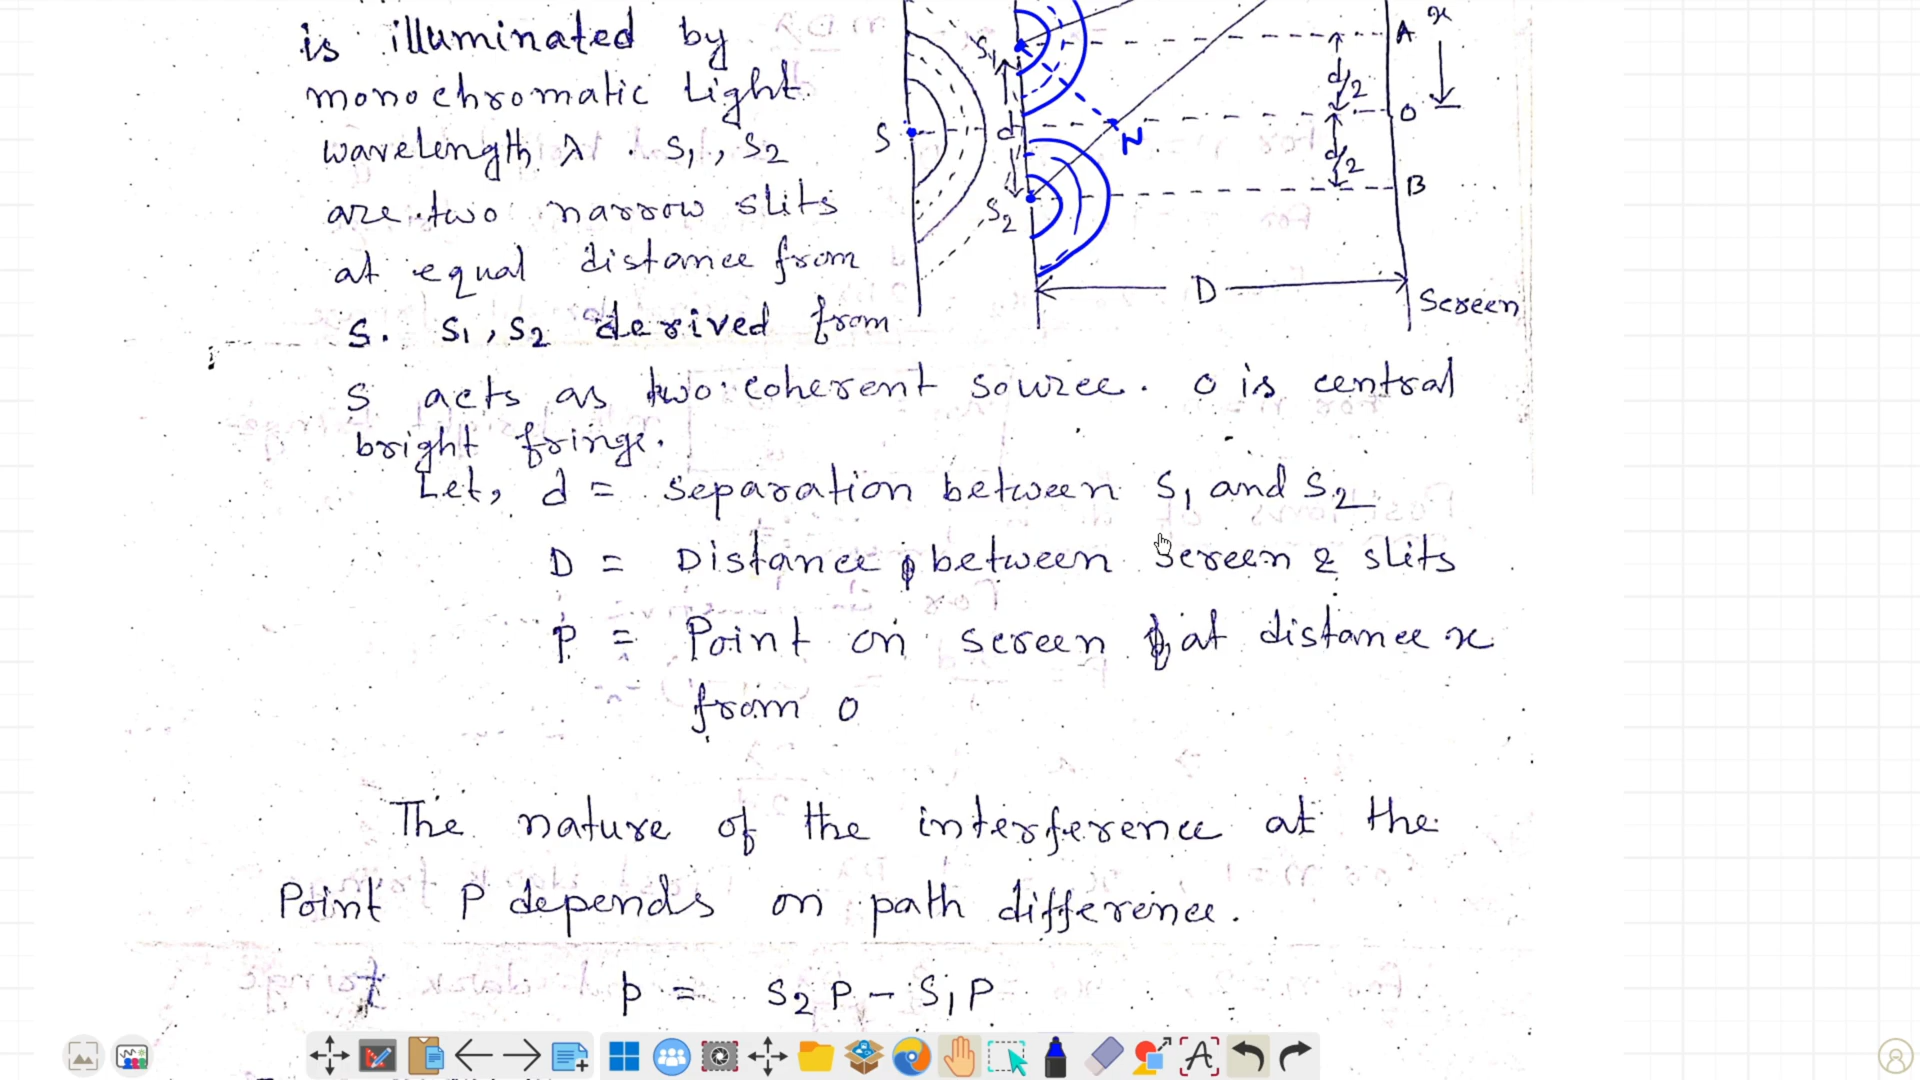 is illuminated by
monochromatic light
wavelength λ . S1, S2
are two narrow slits
at equal distance from
S. S1, S2 derived from
S acts as two coherent source. O is central
bright fringe.
Let, d = separation between S1 and S2
D = Distance between screen & slits
P = Point on screen at distance x
from O
The nature of the interference at the
Point P depends on path difference.
p = S2P - S1P
S
S1
S2
d
N
A
x
d/2
O
d/2
B
D
Screen